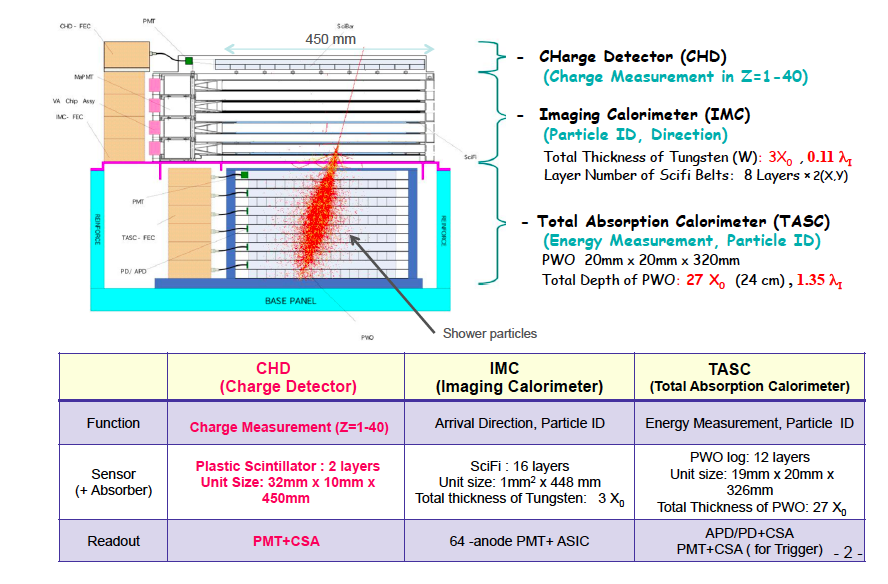 CHD- FEC
PMT
SciBar
450 mm
MaPMT
VA Chip Assy
IMC- FEC
SciFi
PMT
TASC- FEC
PD/ APD
REINFORCE
REINFORCE
BASE PANEL
PWO
Shower particles
- CHarge Detector (CHD)
(Charge Measurement in Z=1-40)
- Imaging Calorimeter (IMC)
(Particle ID, Direction)
Total Thickness of Tungsten (W): 3X₀ , 0.11 λI
Layer Number of Scifi Belts: 8 Layers × 2(X,Y)
- Total Absorption Calorimeter (TASC)
(Energy Measurement, Particle ID)
PWO 20mm x 20mm x 320mm
Total Depth of PWO: 27 X₀ (24 cm) , 1.35 λI
CHD
(Charge Detector)
IMC
(Imaging Calorimeter)
TASC
(Total Absorption Calorimeter)
Function
Charge Measurement (Z=1-40)
Arrival Direction, Particle ID
Energy Measurement, Particle ID
Sensor
(+ Absorber)
Plastic Scintillator : 2 layers
Unit Size: 32mm x 10mm x
450mm
SciFi : 16 layers
Unit size: 1mm² x 448 mm
Total thickness of Tungsten: 3 X₀
PWO log: 12 layers
Unit size: 19mm x 20mm x
326mm
Total Thickness of PWO: 27 X₀
Readout
PMT+CSA
64 -anode PMT+ ASIC
APD/PD+CSA
PMT+CSA ( for Trigger)
- 2 -